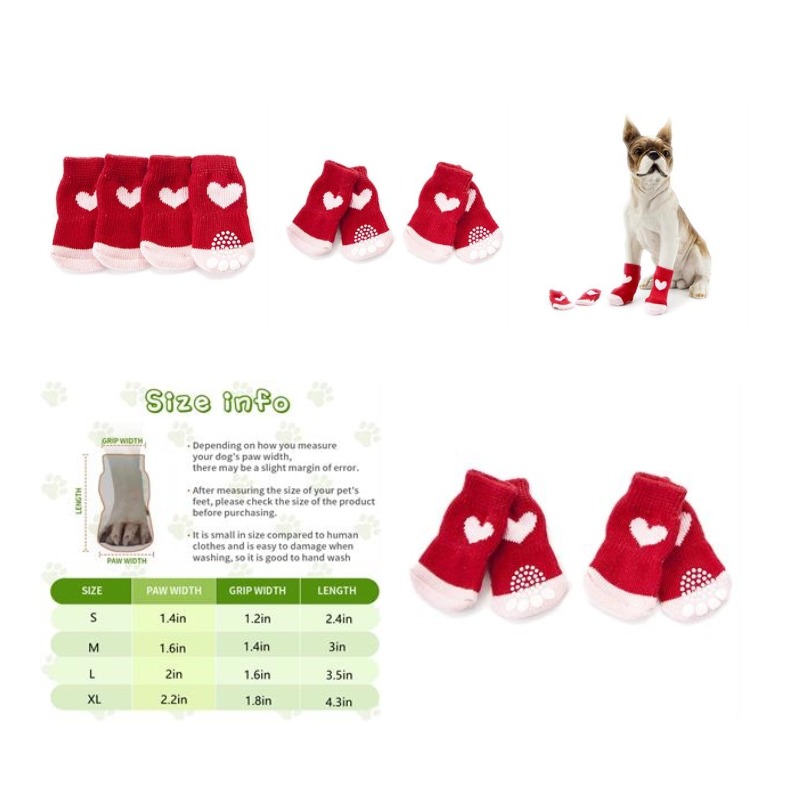 Size info
GRIP WIDTH
LENGTH
PAW WIDTH
• Depending on how you measure
your dog's paw width,
there may be a slight margin of error.
• After measuring the size of your pet's
feet, please check the size of the product
before purchasing.
• It is small in size compared to human
clothes and is easy to damage when
washing, so it is good to hand wash
SIZE PAW WIDTH GRIP WIDTH LENGTH
S 1.4in 1.2in 2.4in
M 1.6in 1.4in 3in
L 2in 1.6in 3.5in
XL 2.2in 1.8in 4.3in